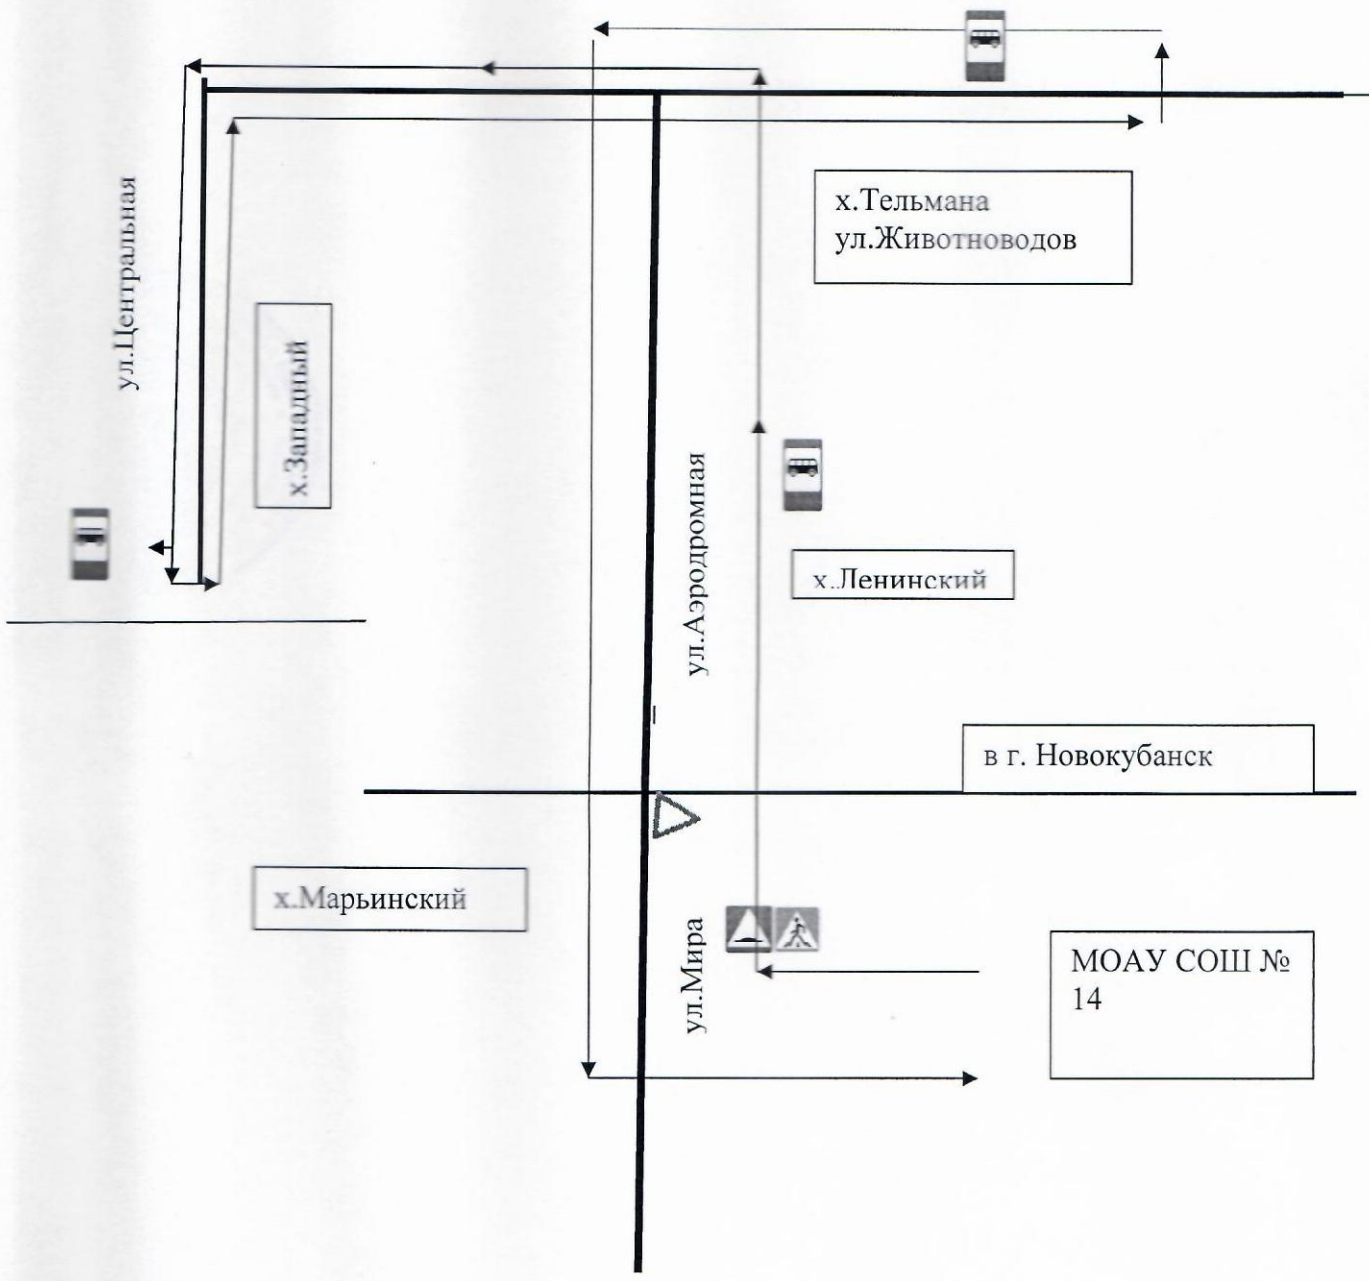 х.Тельмана
ул.Животноводов
ул.Центральная
х.Западный
ул.Аэродромная
х.Ленинский
в г. Новокубанск
х.Марьинский
ул.Мира
МОАУ СОШ №
14